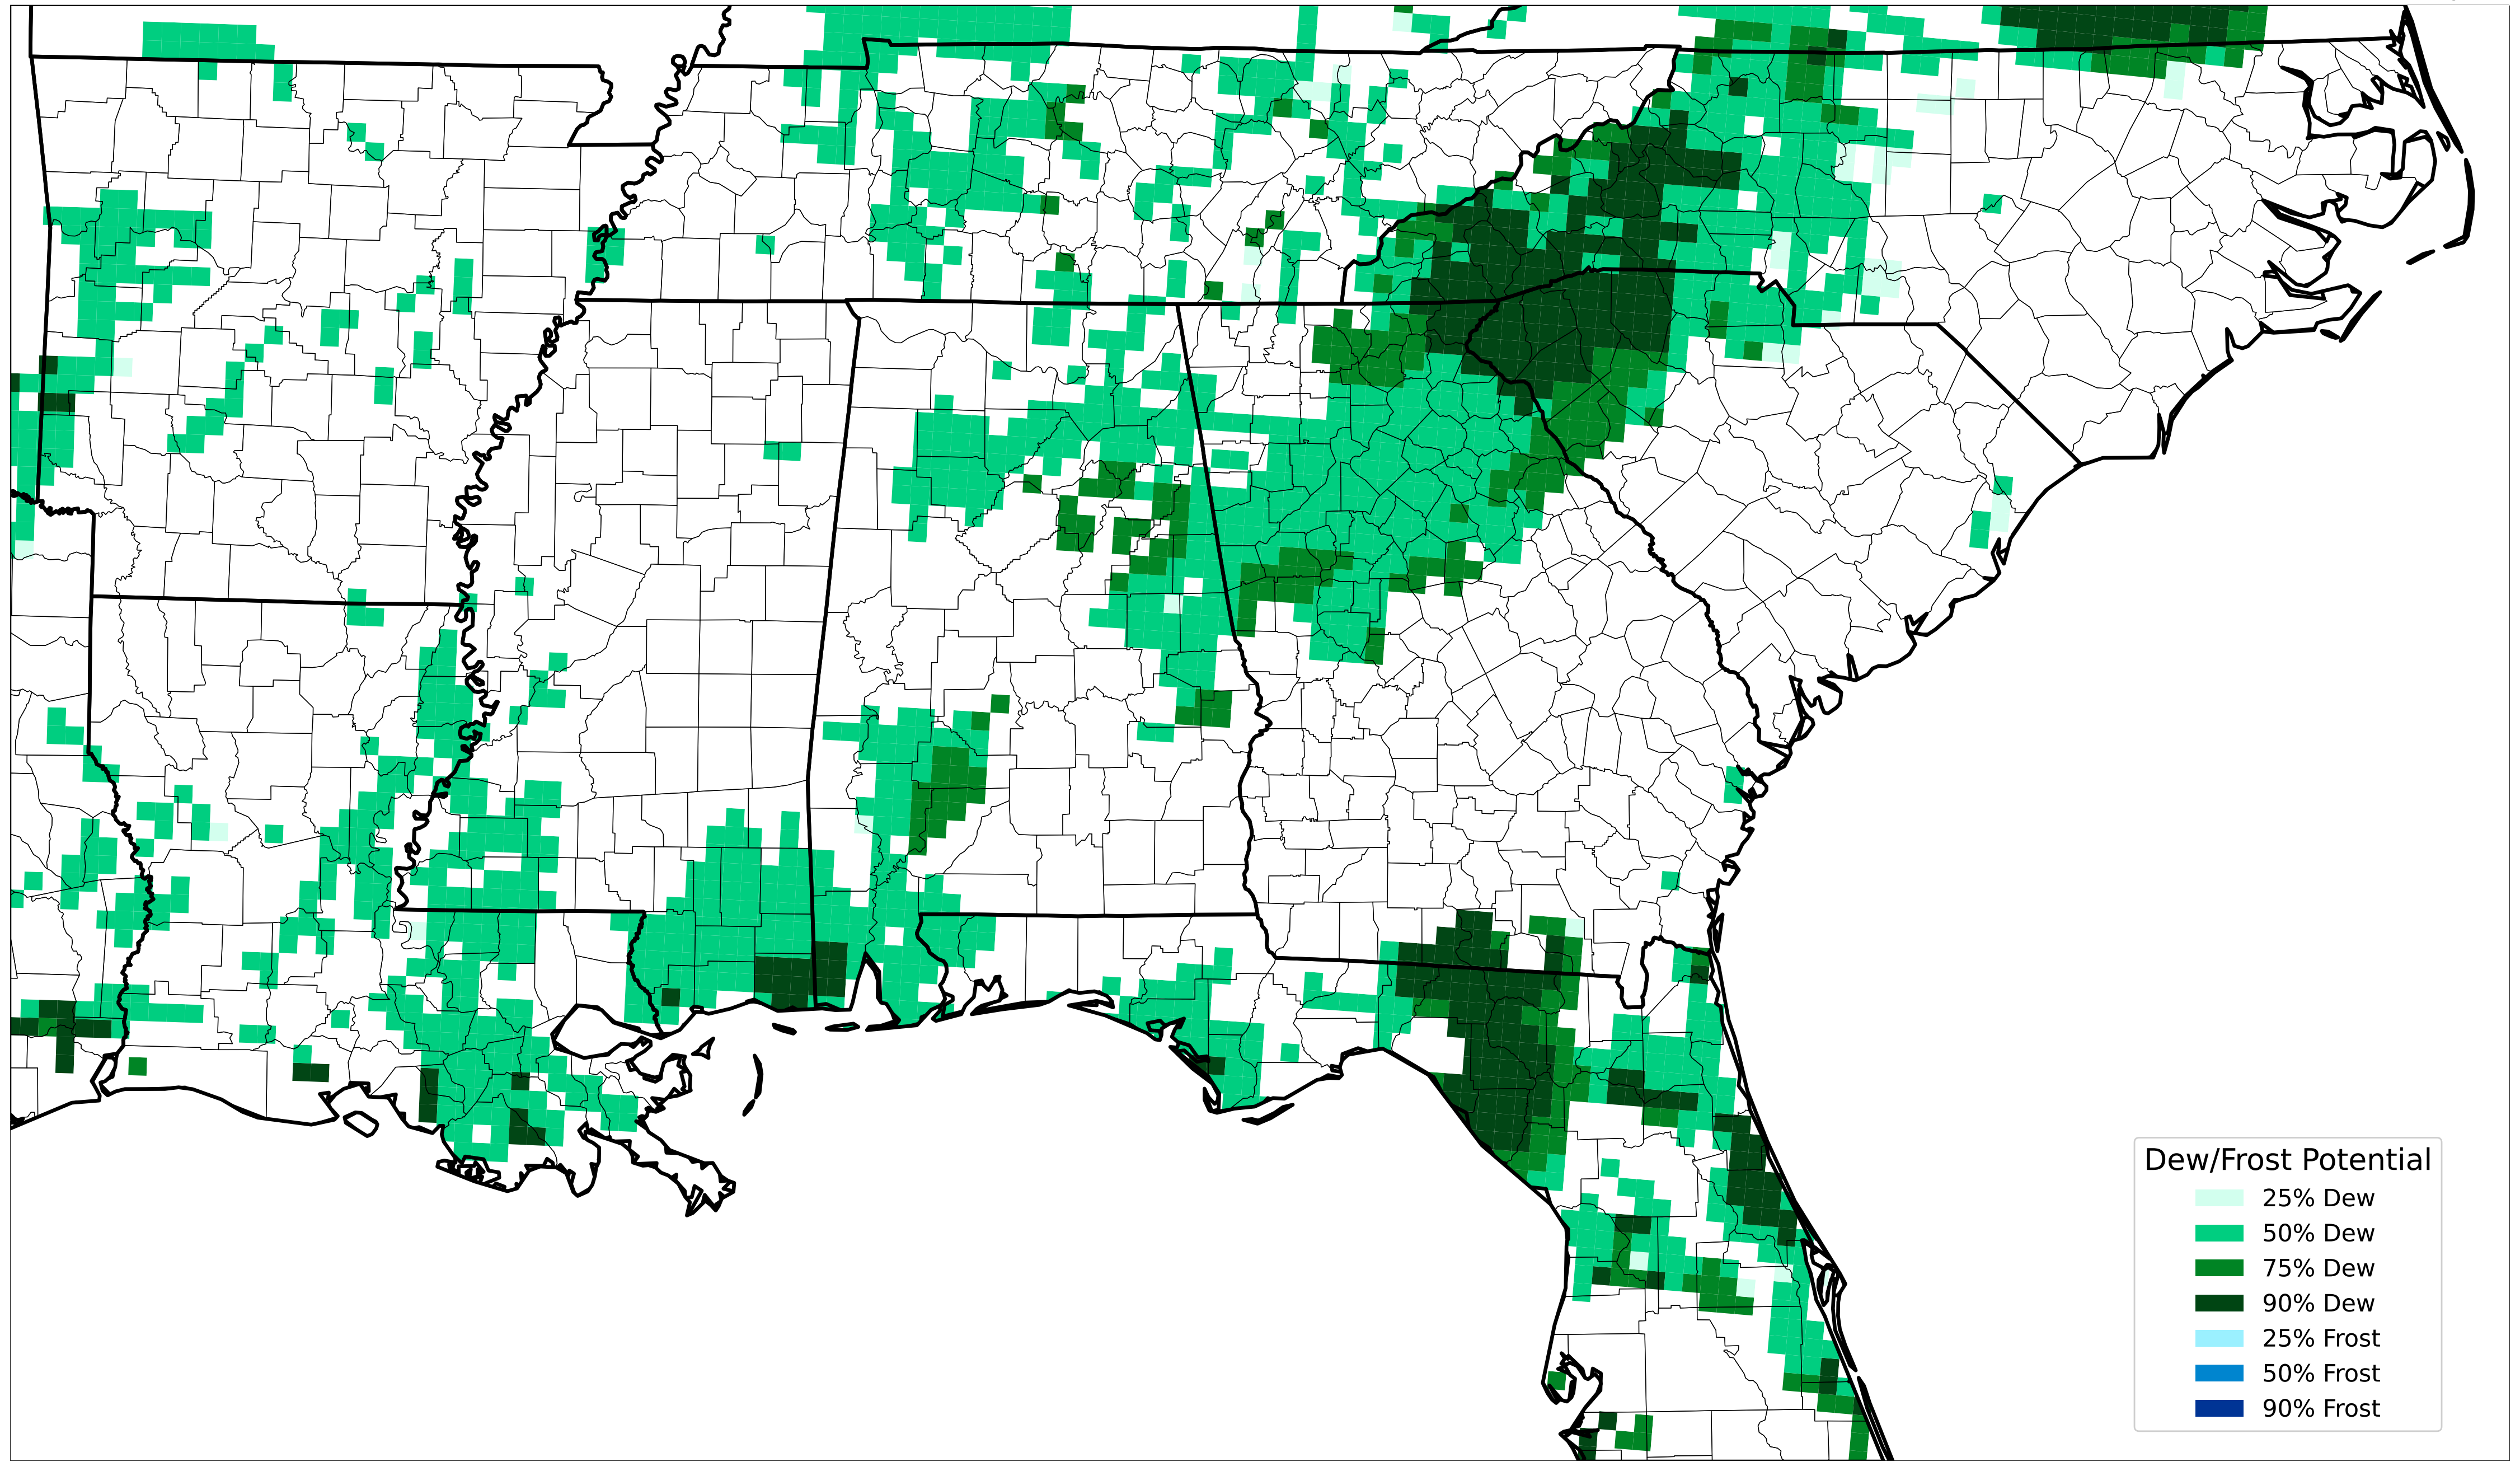 Dew/Frost Potential
25% Dew
50% Dew
75% Dew
90% Dew
25% Frost
50% Frost
90% Frost